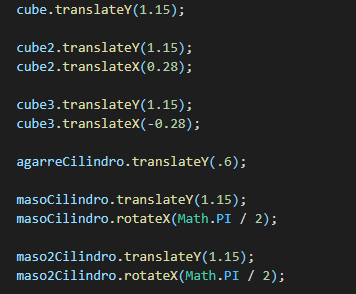 cube.translateY(1.15);
cube2.translateY(1.15);
cube2.translateX(0.28);
cube3.translateY(1.15);
cube3.translateX(-0.28);
agarreCilindro.translateY(.6);
masoCilindro.translateY(1.15);
masoCilindro.rotateX(Math.PI / 2);
maso2Cilindro.translateY(1.15);
maso2Cilindro.rotateX(Math.PI / 2);